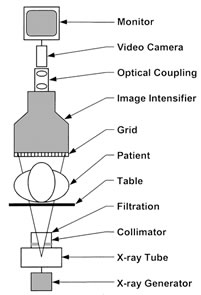 Monitor
Video Camera
Optical Coupling
Image Intensifier
Grid
Patient
Table
Filtration
Collimator
X-ray Tube
X-ray Generator